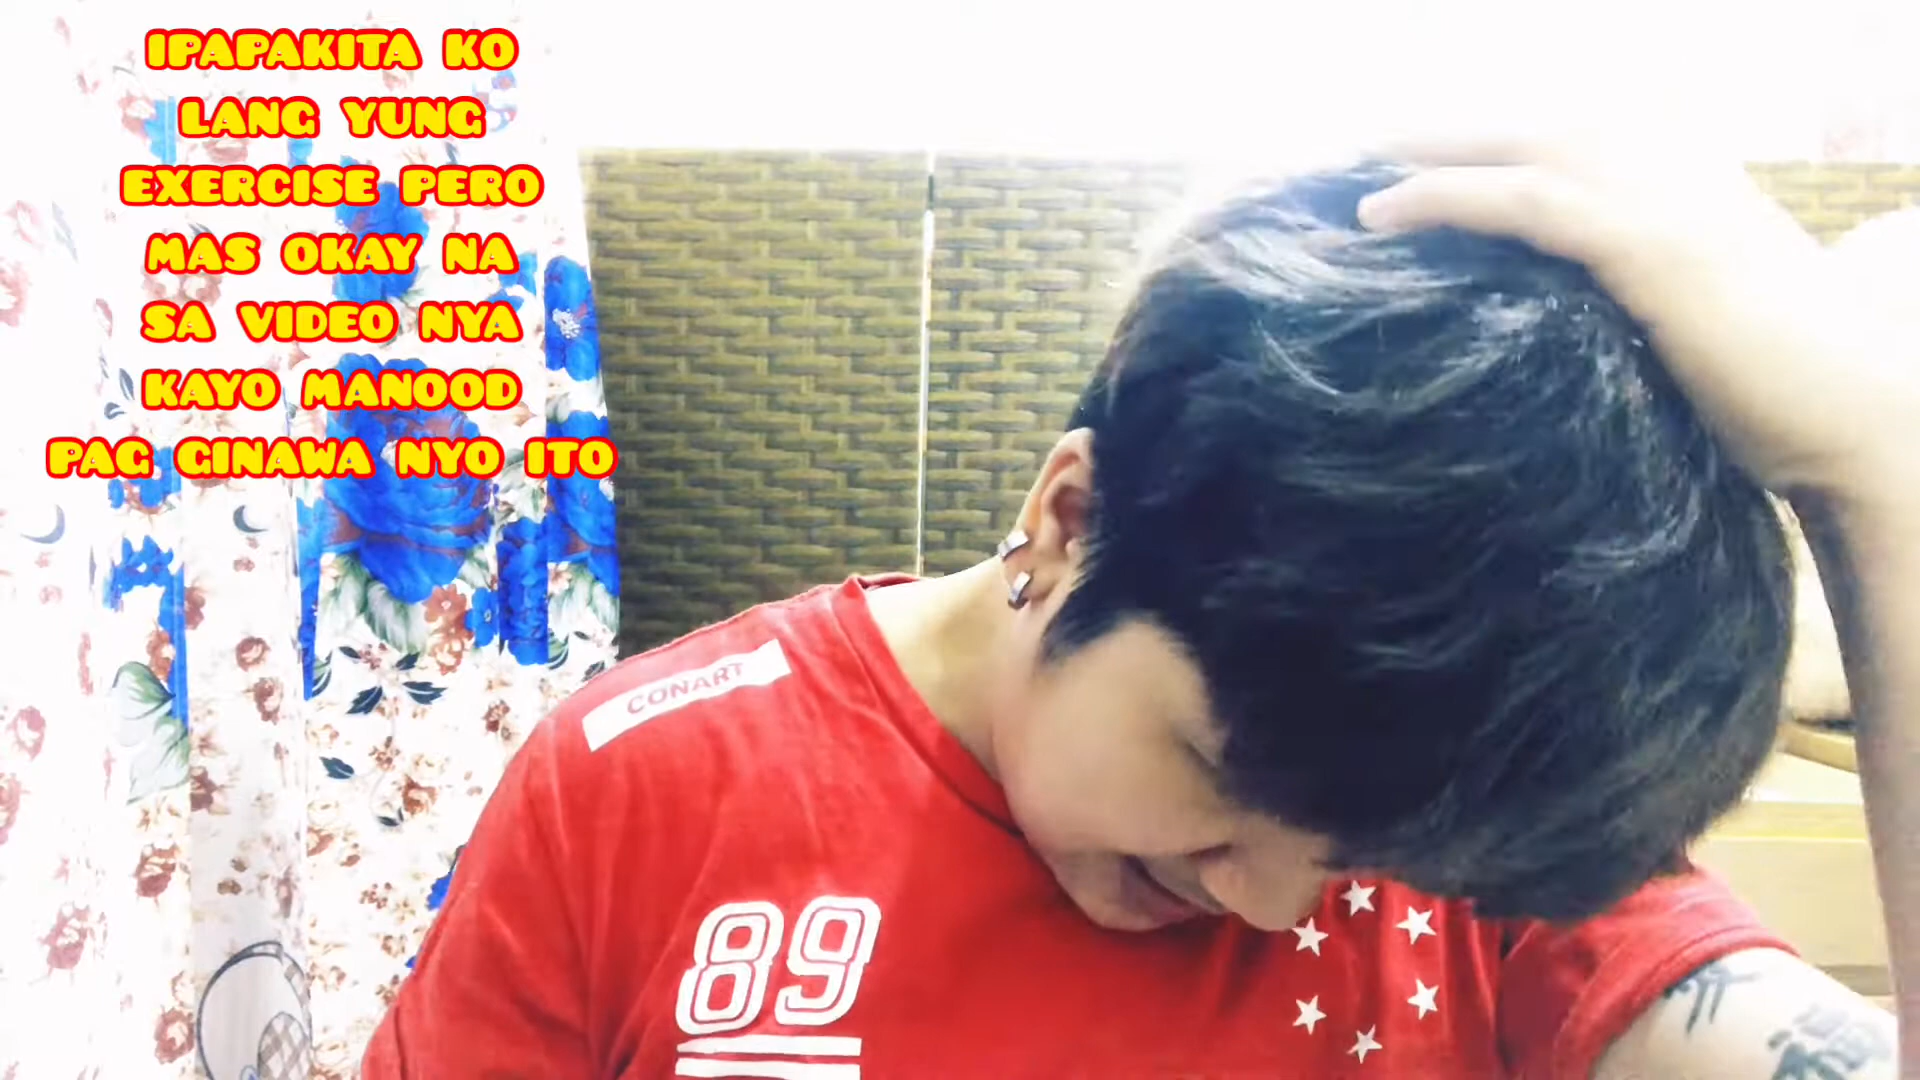 IPAPAKITA KO
LANG YUNG
EXERCISE PERO
MAS OKAY NA
SA VIDEO NYA
KAYO MANOOD
PAG GINAWA NYO ITO
CONART
89